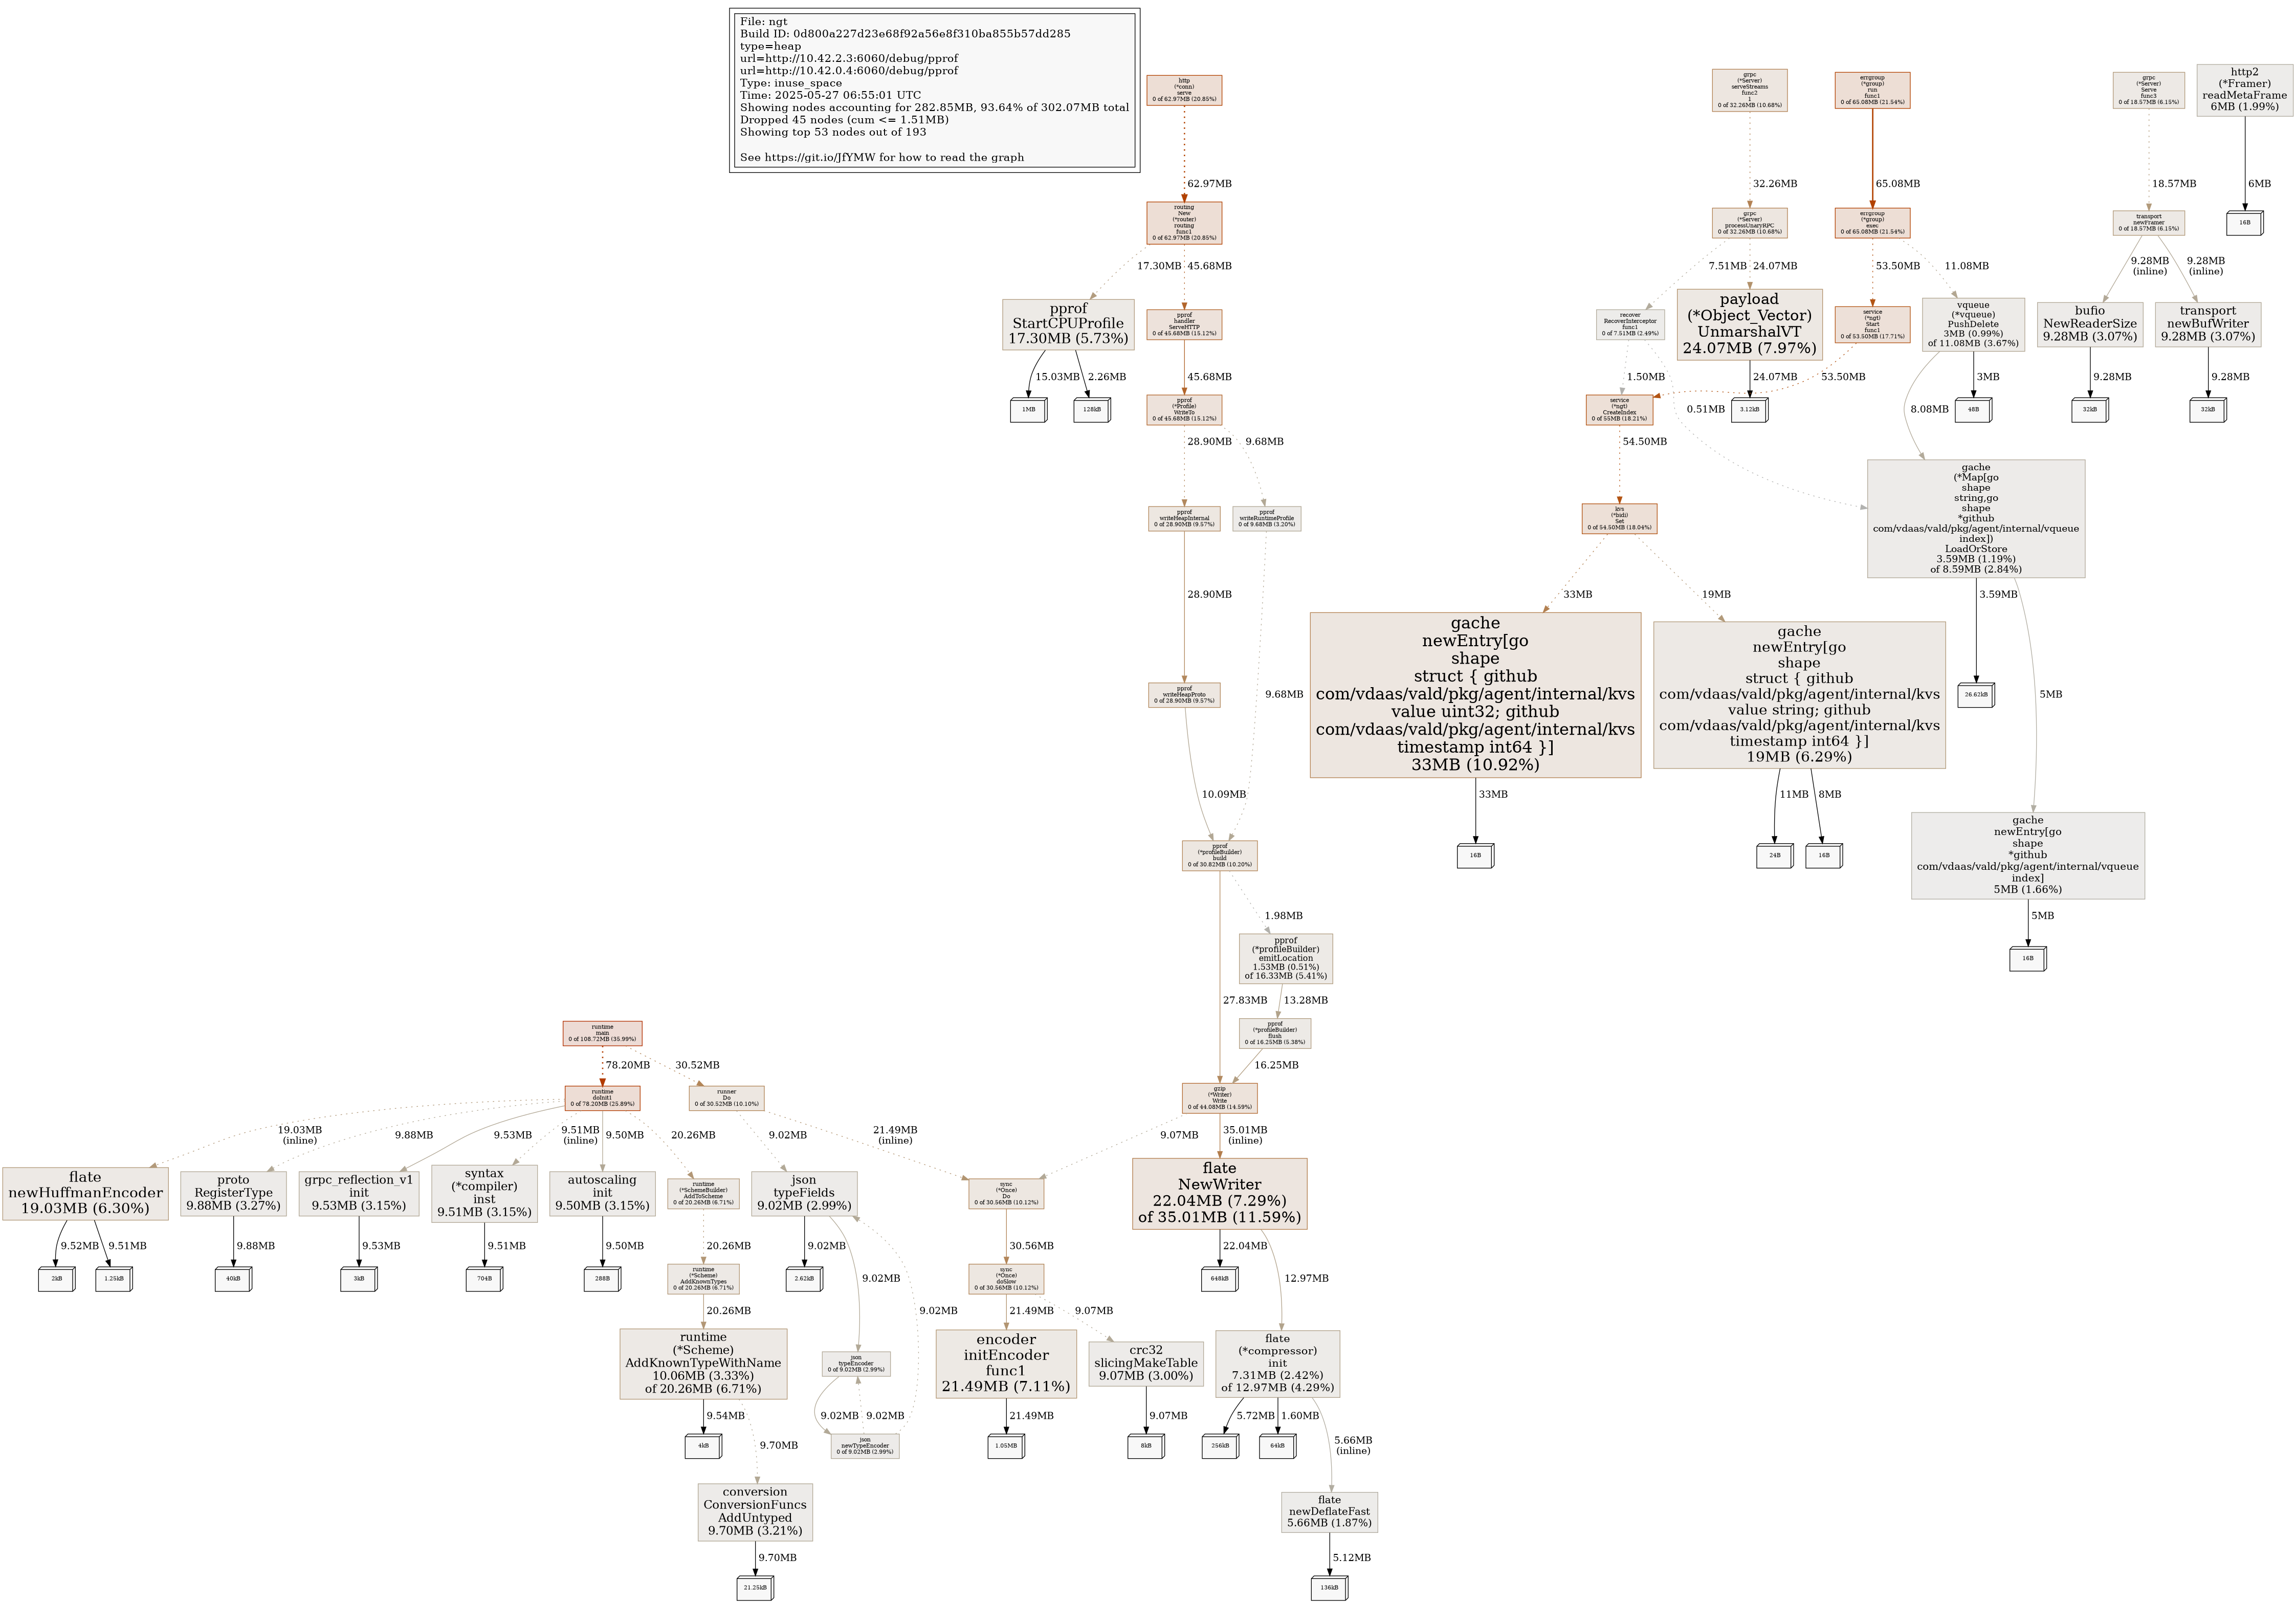 File: ngt
Build ID: 0d800a227d23e68f92a56e8f310ba855b57dd285
type=heap
url=http://10.42.2.3:6060/debug/pprof
url=http://10.42.0.4:6060/debug/pprof
Type: inuse_space
Time: 2025-05-27 06:55:01 UTC
Showing nodes accounting for 282.85MB, 93.64% of 302.07MB total
Dropped 45 nodes (cum <= 1.51MB)
Showing top 53 nodes out of 193
See https://git.io/JfYMW for how to read the graph
http
(*conn)
serve
0 of 62.97MB (20.85%)
grpc
(*Server)
serveStreams
func2
1
0 of 32.26MB (10.68%)
errgroup
(*group)
run
func1
0 of 65.08MB (21.54%)
grpc
(*Server)
Serve
func3
0 of 18.57MB (6.15%)
http2
(*Framer)
readMetaFrame
6MB (1.99%)
62.97MB
32.26MB
65.08MB
18.57MB
6MB
routing
New
(*router)
routing
func1
0 of 62.97MB (20.85%)
grpc
(*Server)
processUnaryRPC
0 of 32.26MB (10.68%)
errgroup
(*group)
exec
0 of 65.08MB (21.54%)
transport
newFramer
0 of 18.57MB (6.15%)
16B
17.30MB
45.68MB
7.51MB
24.07MB
53.50MB
11.08MB
9.28MB
(inline)
9.28MB
(inline)
pprof
StartCPUProfile
17.30MB (5.73%)
pprof
handler
ServeHTTP
0 of 45.68MB (15.12%)
recover
RecoverInterceptor
func1
0 of 7.51MB (2.49%)
payload
(*Object_Vector)
UnmarshalVT
24.07MB (7.97%)
service
(*ngt)
Start
func1
0 of 53.50MB (17.71%)
vqueue
(*vqueue)
PushDelete
3MB (0.99%)
of 11.08MB (3.67%)
bufio
NewReaderSize
9.28MB (3.07%)
transport
newBufWriter
9.28MB (3.07%)
15.03MB
2.26MB
45.68MB
1.50MB
24.07MB
53.50MB
3MB
9.28MB
9.28MB
1MB
128kB
pprof
(*Profile)
WriteTo
0 of 45.68MB (15.12%)
service
(*ngt)
CreateIndex
0 of 55MB (18.21%)
0.51MB
3.12kB
8.08MB
48B
32kB
32kB
28.90MB
9.68MB
54.50MB
pprof
writeHeapInternal
0 of 28.90MB (9.57%)
pprof
writeRuntimeProfile
0 of 9.68MB (3.20%)
kvs
(*bidi)
Set
0 of 54.50MB (18.04%)
gache
(*Map[go
shape
string,go
shape
*github
com/vdaas/vald/pkg/agent/internal/vqueue
index])
LoadOrStore
3.59MB (1.19%)
of 8.59MB (2.84%)
28.90MB
33MB
19MB
3.59MB
pprof
writeHeapProto
0 of 28.90MB (9.57%)
9.68MB
gache
newEntry[go
shape
struct { github
com/vdaas/vald/pkg/agent/internal/kvs
value uint32; github
com/vdaas/vald/pkg/agent/internal/kvs
timestamp int64 }]
33MB (10.92%)
gache
newEntry[go
shape
struct { github
com/vdaas/vald/pkg/agent/internal/kvs
value string; github
com/vdaas/vald/pkg/agent/internal/kvs
timestamp int64 }]
19MB (6.29%)
26.62kB
5MB
10.09MB
33MB
11MB
8MB
pprof
(*profileBuilder)
build
0 of 30.82MB (10.20%)
16B
24B
16B
gache
newEntry[go
shape
*github
com/vdaas/vald/pkg/agent/internal/vqueue
index]
5MB (1.66%)
1.98MB
5MB
pprof
(*profileBuilder)
emitLocation
1.53MB (0.51%)
of 16.33MB (5.41%)
16B
27.83MB
13.28MB
runtime
main
0 of 108.72MB (35.99%)
pprof
(*profileBuilder)
flush
0 of 16.25MB (5.38%)
78.20MB
30.52MB
16.25MB
runtime
doInit1
0 of 78.20MB (25.89%)
runner
Do
0 of 30.52MB (10.10%)
gzip
(*Writer)
Write
0 of 44.08MB (14.59%)
19.03MB
(inline)
9.88MB
9.53MB
9.51MB
(inline)
9.50MB
20.26MB
9.02MB
21.49MB
(inline)
9.07MB
35.01MB
(inline)
flate
newHuffmanEncoder
19.03MB (6.30%)
proto
RegisterType
9.88MB (3.27%)
grpc_reflection_v1
init
9.53MB (3.15%)
syntax
(*compiler)
inst
9.51MB (3.15%)
autoscaling
init
9.50MB (3.15%)
runtime
(*SchemeBuilder)
AddToScheme
0 of 20.26MB (6.71%)
json
typeFields
9.02MB (2.99%)
sync
(*Once)
Do
0 of 30.56MB (10.12%)
flate
NewWriter
22.04MB (7.29%)
of 35.01MB (11.59%)
9.52MB
9.51MB
9.88MB
9.53MB
9.51MB
9.50MB
20.26MB
9.02MB
30.56MB
22.04MB
2kB
1.25kB
40kB
3kB
704B
288B
runtime
(*Scheme)
AddKnownTypes
0 of 20.26MB (6.71%)
2.62kB
9.02MB
sync
(*Once)
doSlow
0 of 30.56MB (10.12%)
648kB
12.97MB
20.26MB
9.02MB
21.49MB
9.07MB
runtime
(*Scheme)
AddKnownTypeWithName
10.06MB (3.33%)
of 20.26MB (6.71%)
json
typeEncoder
0 of 9.02MB (2.99%)
encoder
initEncoder
func1
21.49MB (7.11%)
crc32
slicingMakeTable
9.07MB (3.00%)
flate
(*compressor)
init
7.31MB (2.42%)
of 12.97MB (4.29%)
9.54MB
9.02MB
9.02MB
21.49MB
9.07MB
5.72MB
1.60MB
4kB
9.70MB
json
newTypeEncoder
0 of 9.02MB (2.99%)
1.05MB
8kB
256kB
64kB
5.66MB
(inline)
conversion
ConversionFuncs
AddUntyped
9.70MB (3.21%)
flate
newDeflateFast
5.66MB (1.87%)
9.70MB
5.12MB
21.25kB
136kB